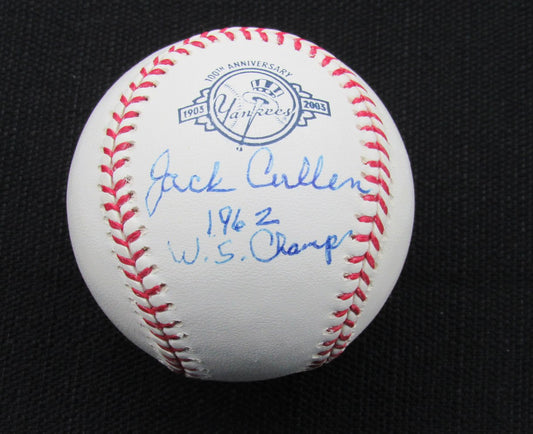 100TH ANNIVERSARY
1903 Yankees 2003
Jack Cullen
1962
W.S. Champs